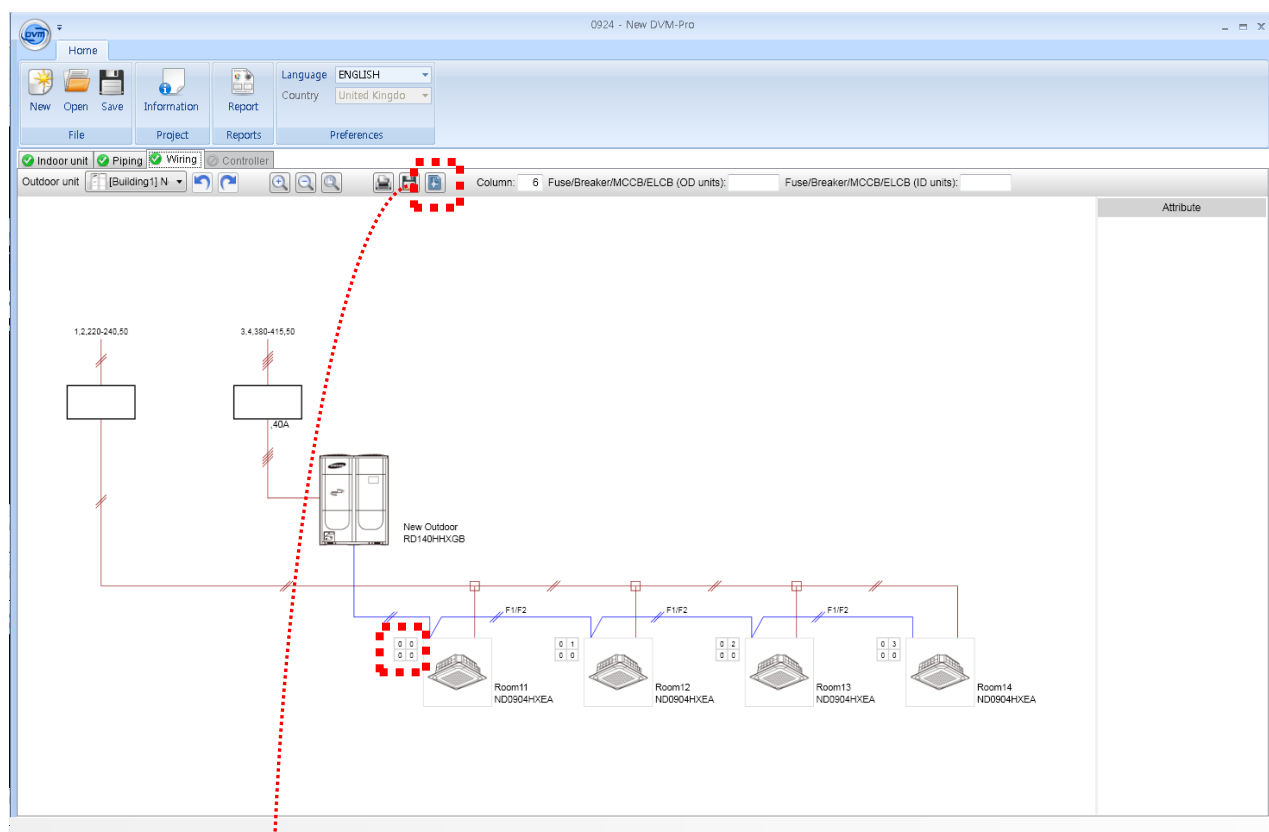 0924 - New DVM-Pro
DVM
Home
New Open Save Information Report
Language ENGLISH
Country United Kingdo
File Project Reports Preferences
Indoor unit Piping Wiring Controller
Outdoor unit [Building1] N Column: 6 Fuse/Breaker/MCCB/ELCB (OD units): Fuse/Breaker/MCCB/ELCB (ID units):
Attribute
1,2,220-240,50 3,4,380-415,50
,40A
New Outdoor
RD140HHXGB
F1/F2 F1/F2 F1/F2
0 0 0 1 0 2 0 3
0 0 0 0 0 0 0 0
Room11 Room12 Room13 Room14
ND0904HXEA ND0904HXEA ND0904HXEA ND0904HXEA